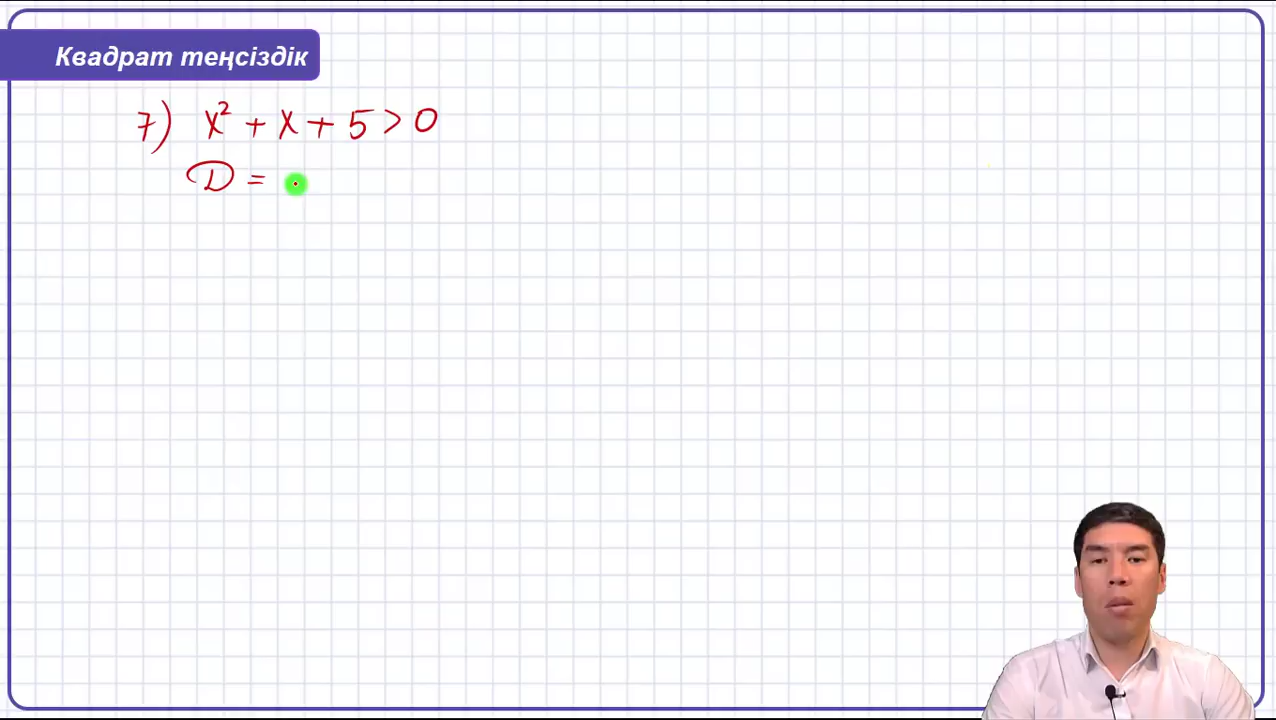 Квадрат теңсіздік
7) x² + x + 5 > 0
D =